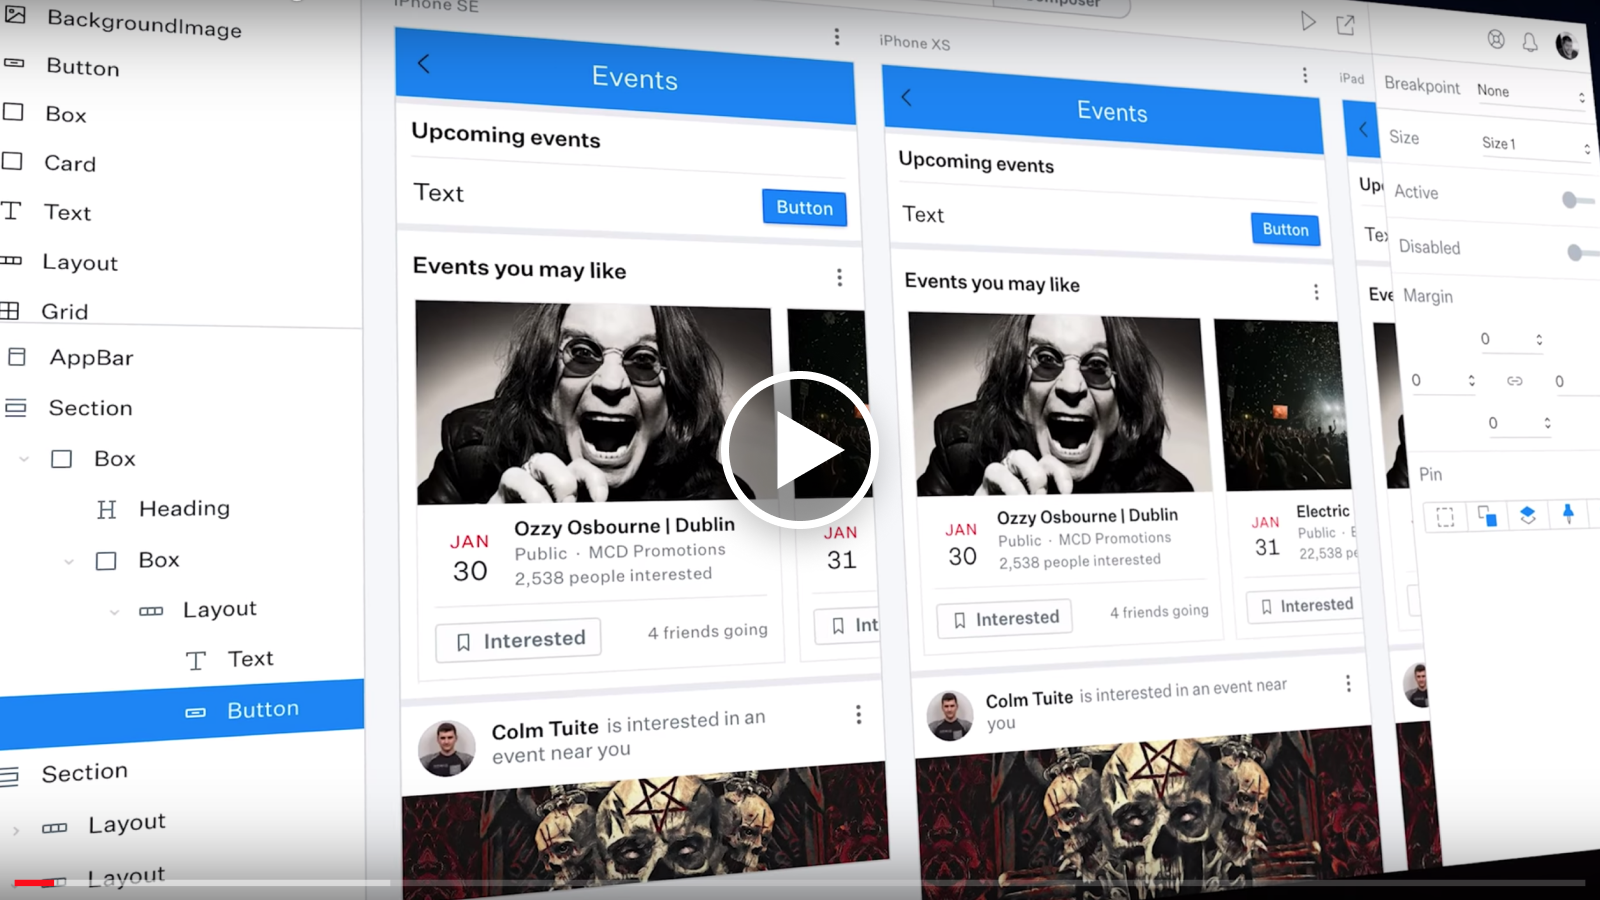 BackgroundImage
Button
Box
Card
Text
Layout
Grid
AppBar
Section
Box
Heading
Box
Layout
Text
Button
Section
Layout
Layout
iPhone SE
Events
Upcoming events
Text
Button
Events you may like
JAN
30
Ozzy Osbourne | Dublin
Public · MCD Promotions
2,538 people interested
Interested
4 friends going
JAN
31
Int
Colm Tuite is interested in an
event near you
iPhone XS
Events
Upcoming events
Text
Button
Events you may like
JAN
30
Ozzy Osbourne | Dublin
Public · MCD Promotions
2,538 people interested
Interested
4 friends going
JAN
31
Electric
Public · E
22,538 pe
Interested
Colm Tuite is interested in an event near
you
iPad
Up
Te
Eve
Breakpoint None
Size Size 1
Active
Disabled
Margin
0
0 0
0
Pin